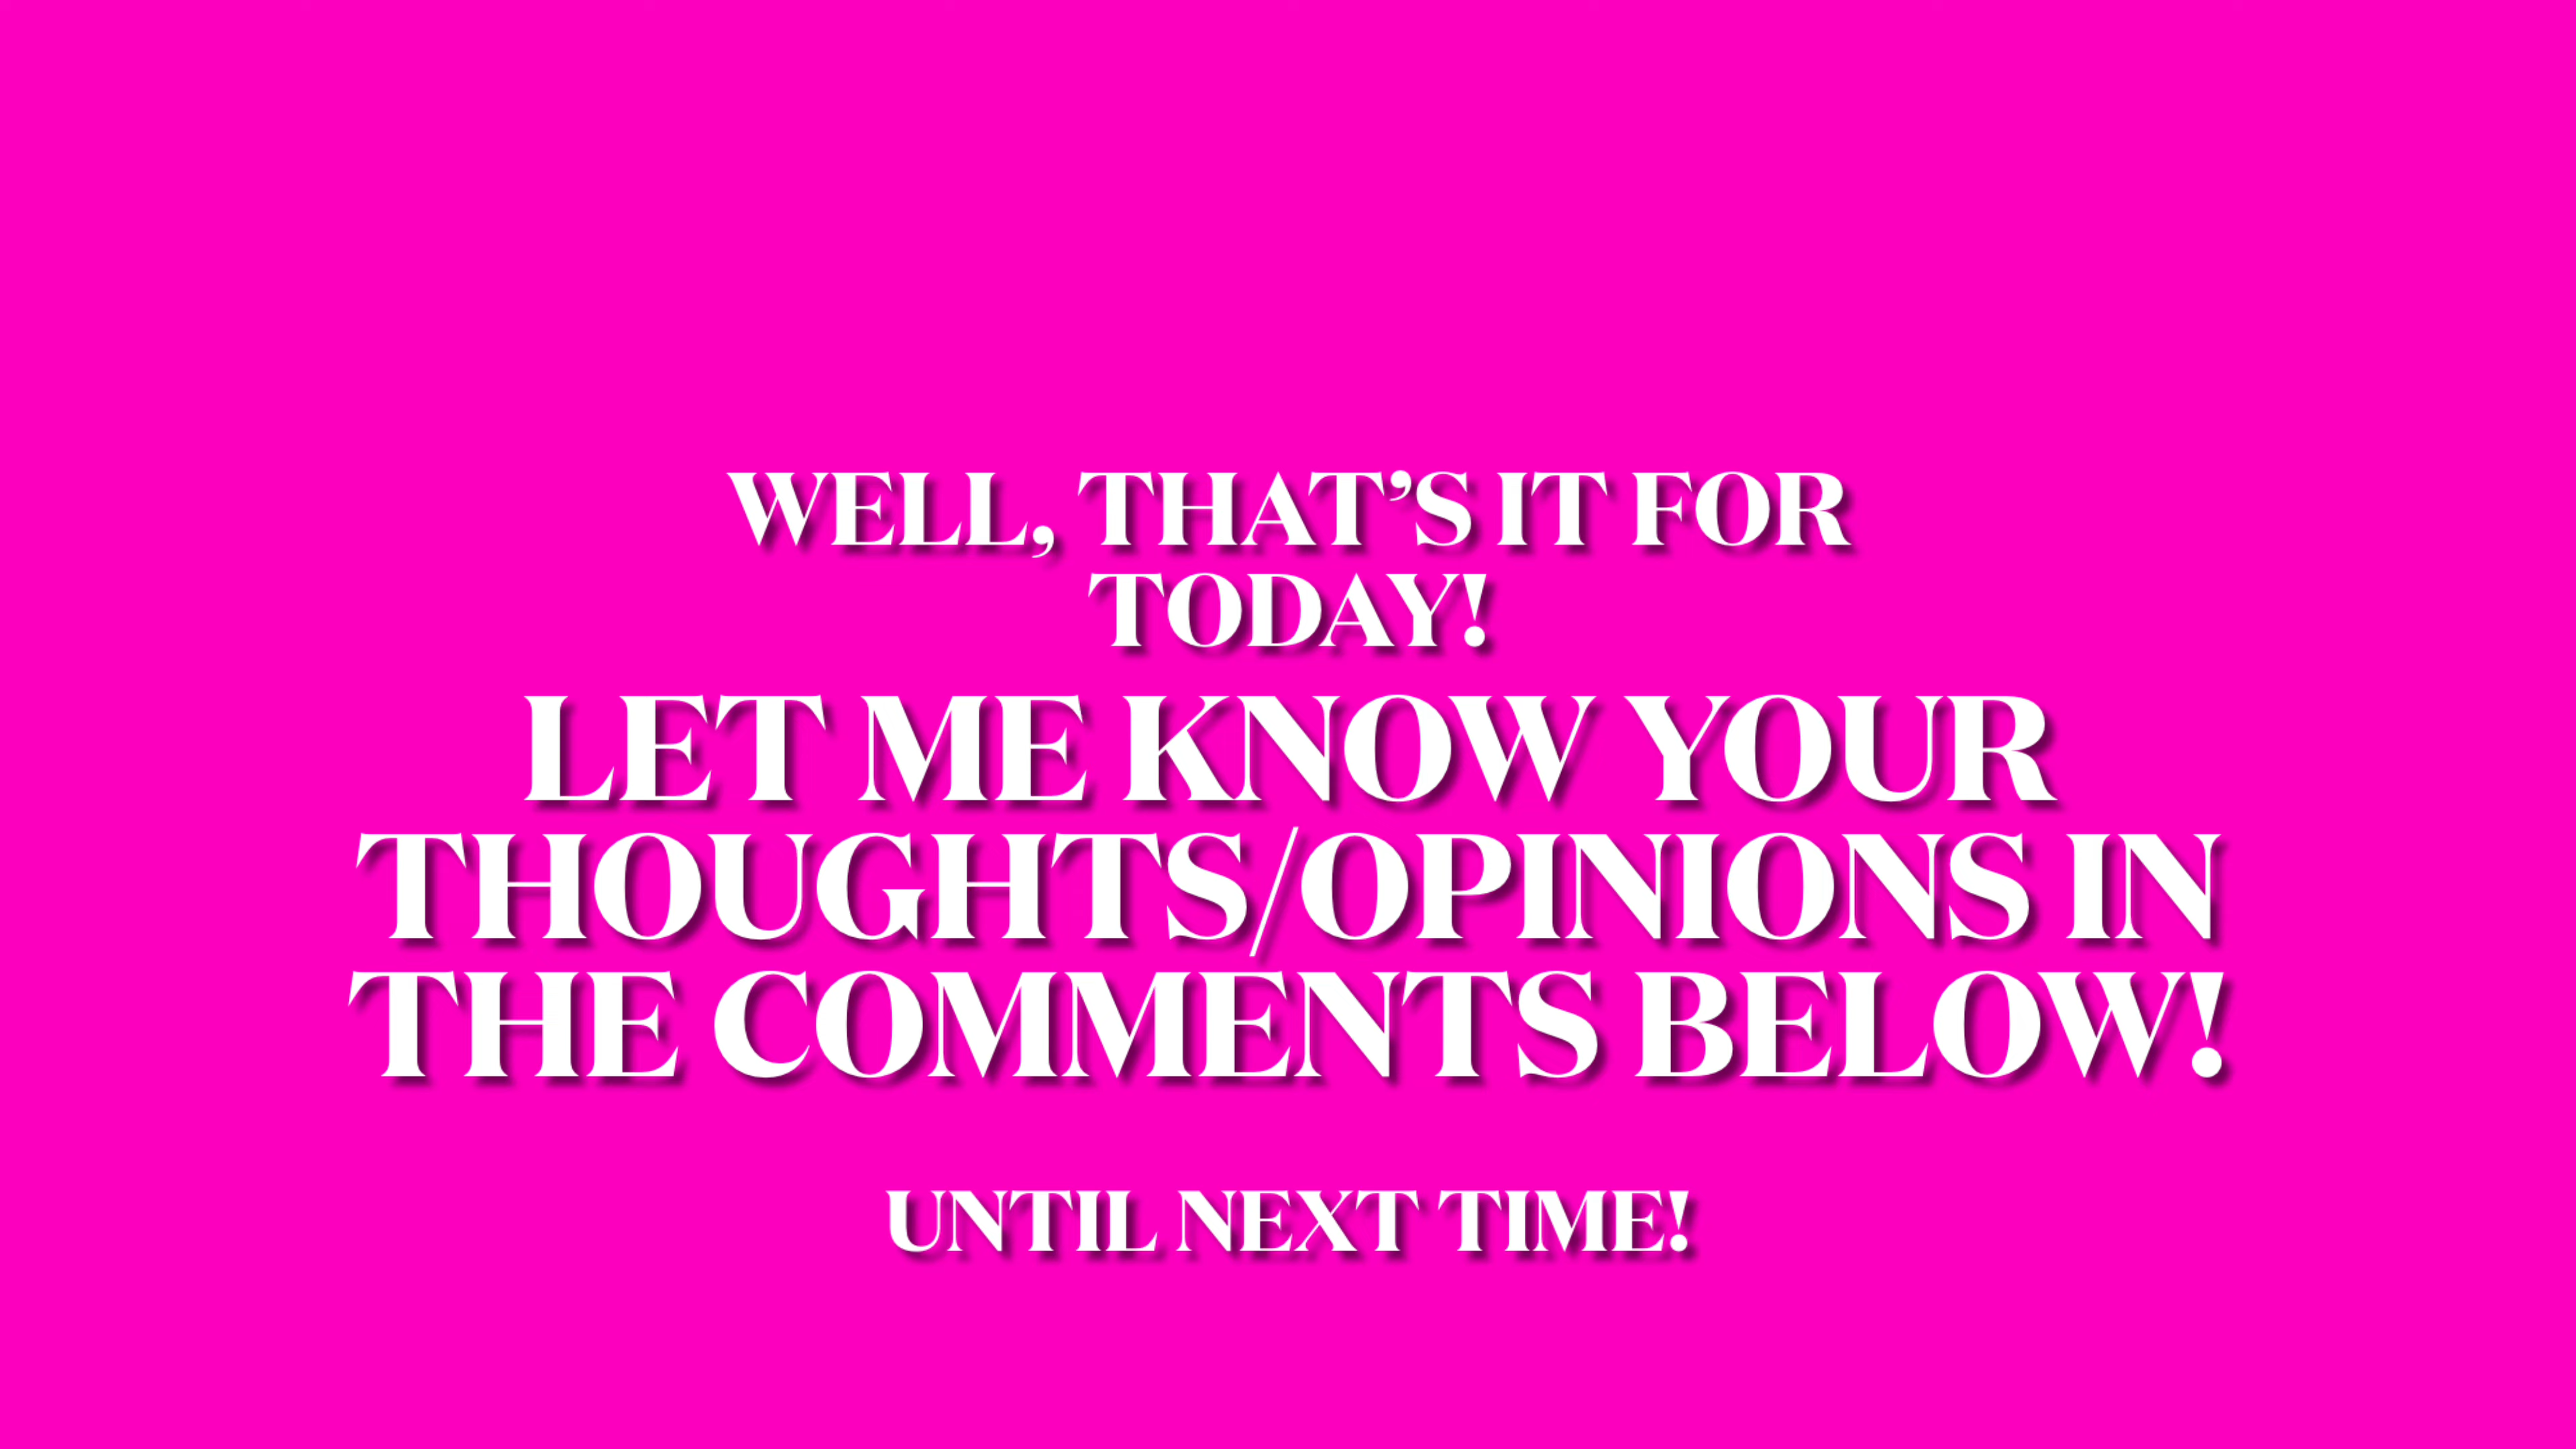 WELL, THAT’S IT FOR
TODAY!
LET ME KNOW YOUR
THOUGHTS/OPINIONS IN
THE COMMENTS BELOW!
UNTIL NEXT TIME!